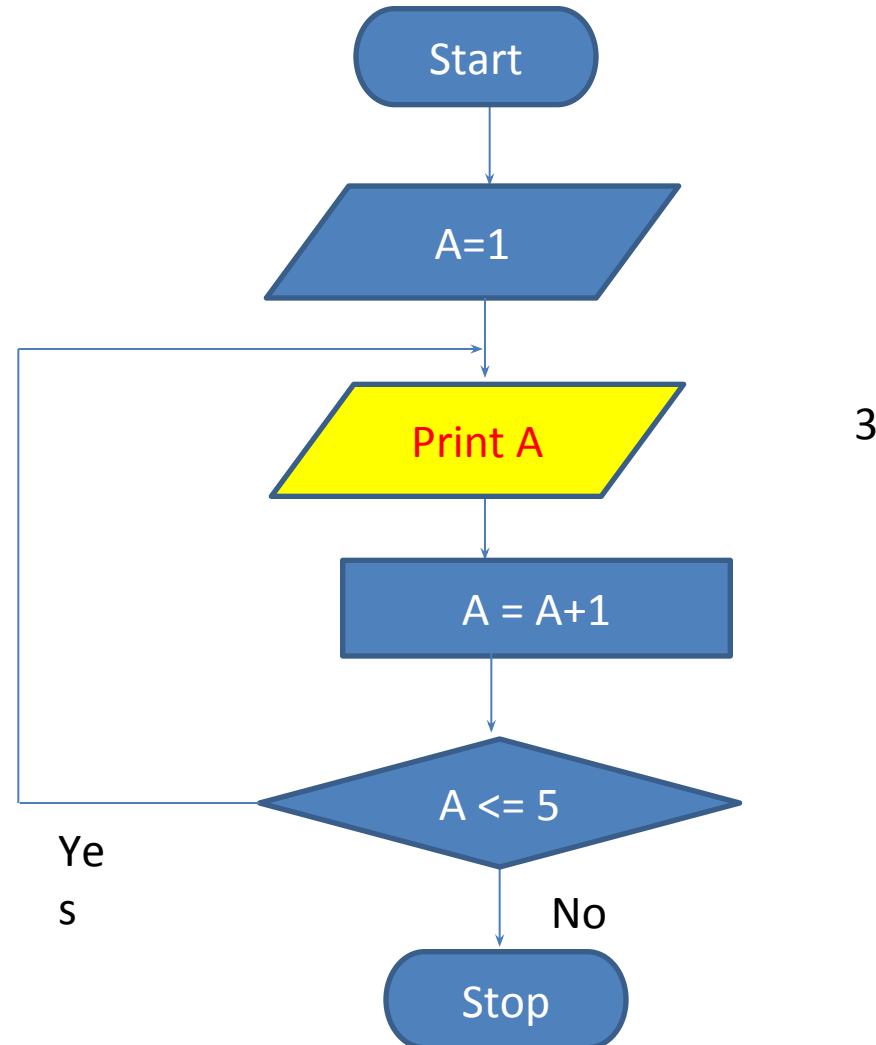 Start
A=1
Print A
3
A = A+1
A <= 5
Ye
s
No
Stop